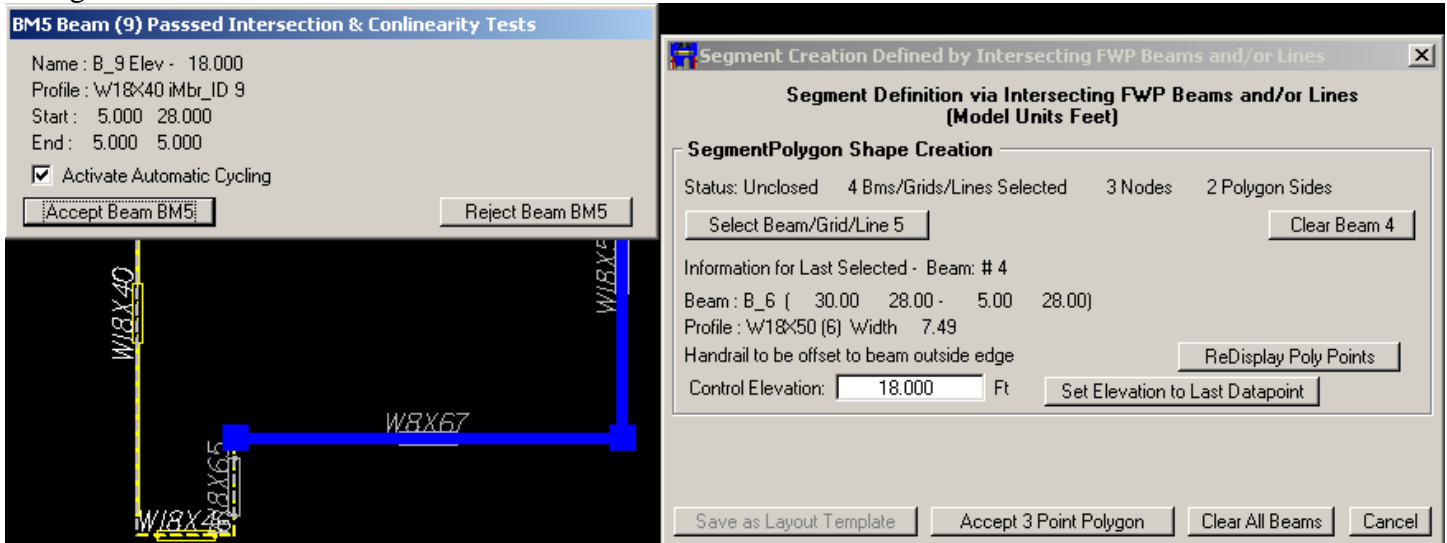 BM5 Beam (9) Passsed Intersection & Conlinearity Tests
Name : B_9 Elev - 18.000
Profile : W18X40 iMbr_ID 9
Start : 5.000 28.000
End : 5.000 5.000
Activate Automatic Cycling
Accept Beam BM5
Reject Beam BM5
W18X40
W8X67
W18X4
Segment Creation Defined by Intersecting FWP Beams and/or Lines
Segment Definition via Intersecting FWP Beams and/or Lines
(Model Units Feet)
SegmentPolygon Shape Creation
Status: Unclosed 4 Bms/Grids/Lines Selected 3 Nodes 2 Polygon Sides
Select Beam/Grid/Line 5
Clear Beam 4
Information for Last Selected - Beam: # 4
Beam : B_6 ( 30.00 28.00 - 5.00 28.00)
Profile : W18X50 (6) Width 7.49
Handrail to be offset to beam outside edge
ReDisplay Poly Points
Control Elevation: 18.000 Ft
Set Elevation to Last Datapoint
Save as Layout Template
Accept 3 Point Polygon
Clear All Beams
Cancel